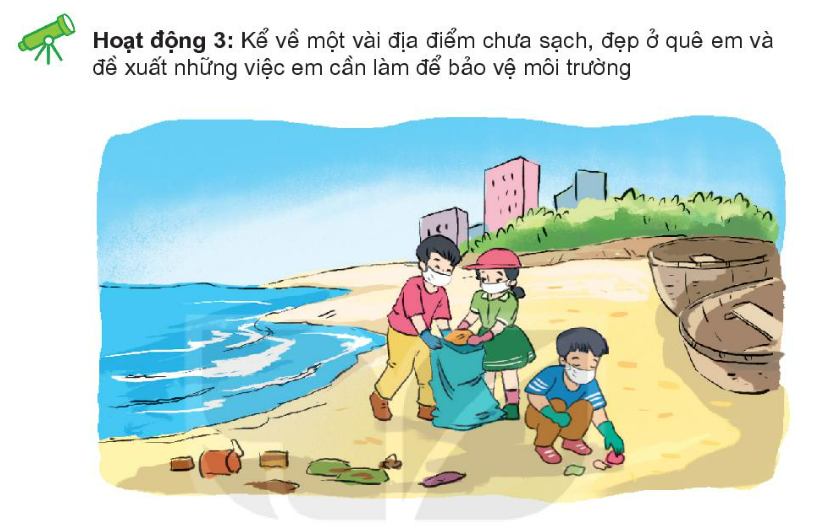 Hoạt động 3: Kể về một vài địa điểm chưa sạch, đẹp ở quê em và
đề xuất những việc em cần làm để bảo vệ môi trường